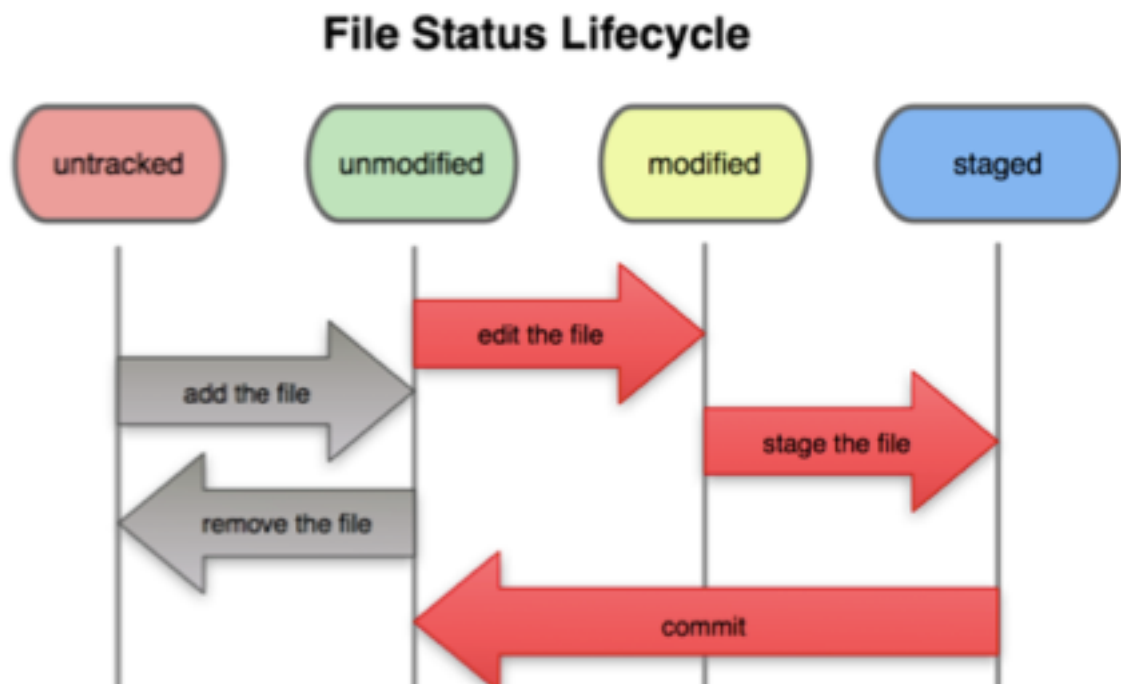 File Status Lifecycle
untracked
unmodified
modified
staged
edit the file
add the file
stage the file
remove the file
commit